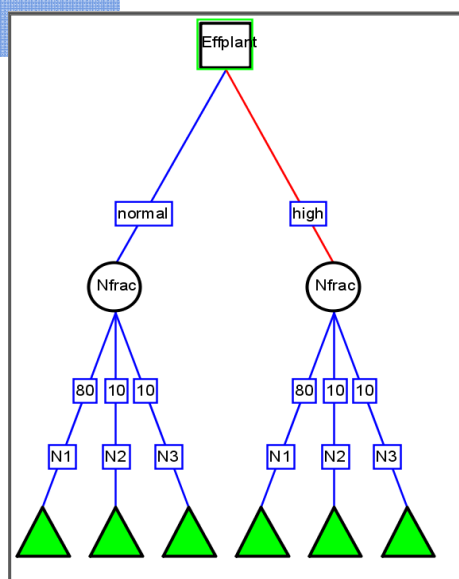 Effplant
normal high
Nfrac Nfrac
80 10 10 80 10 10
N1 N2 N3 N1 N2 N3